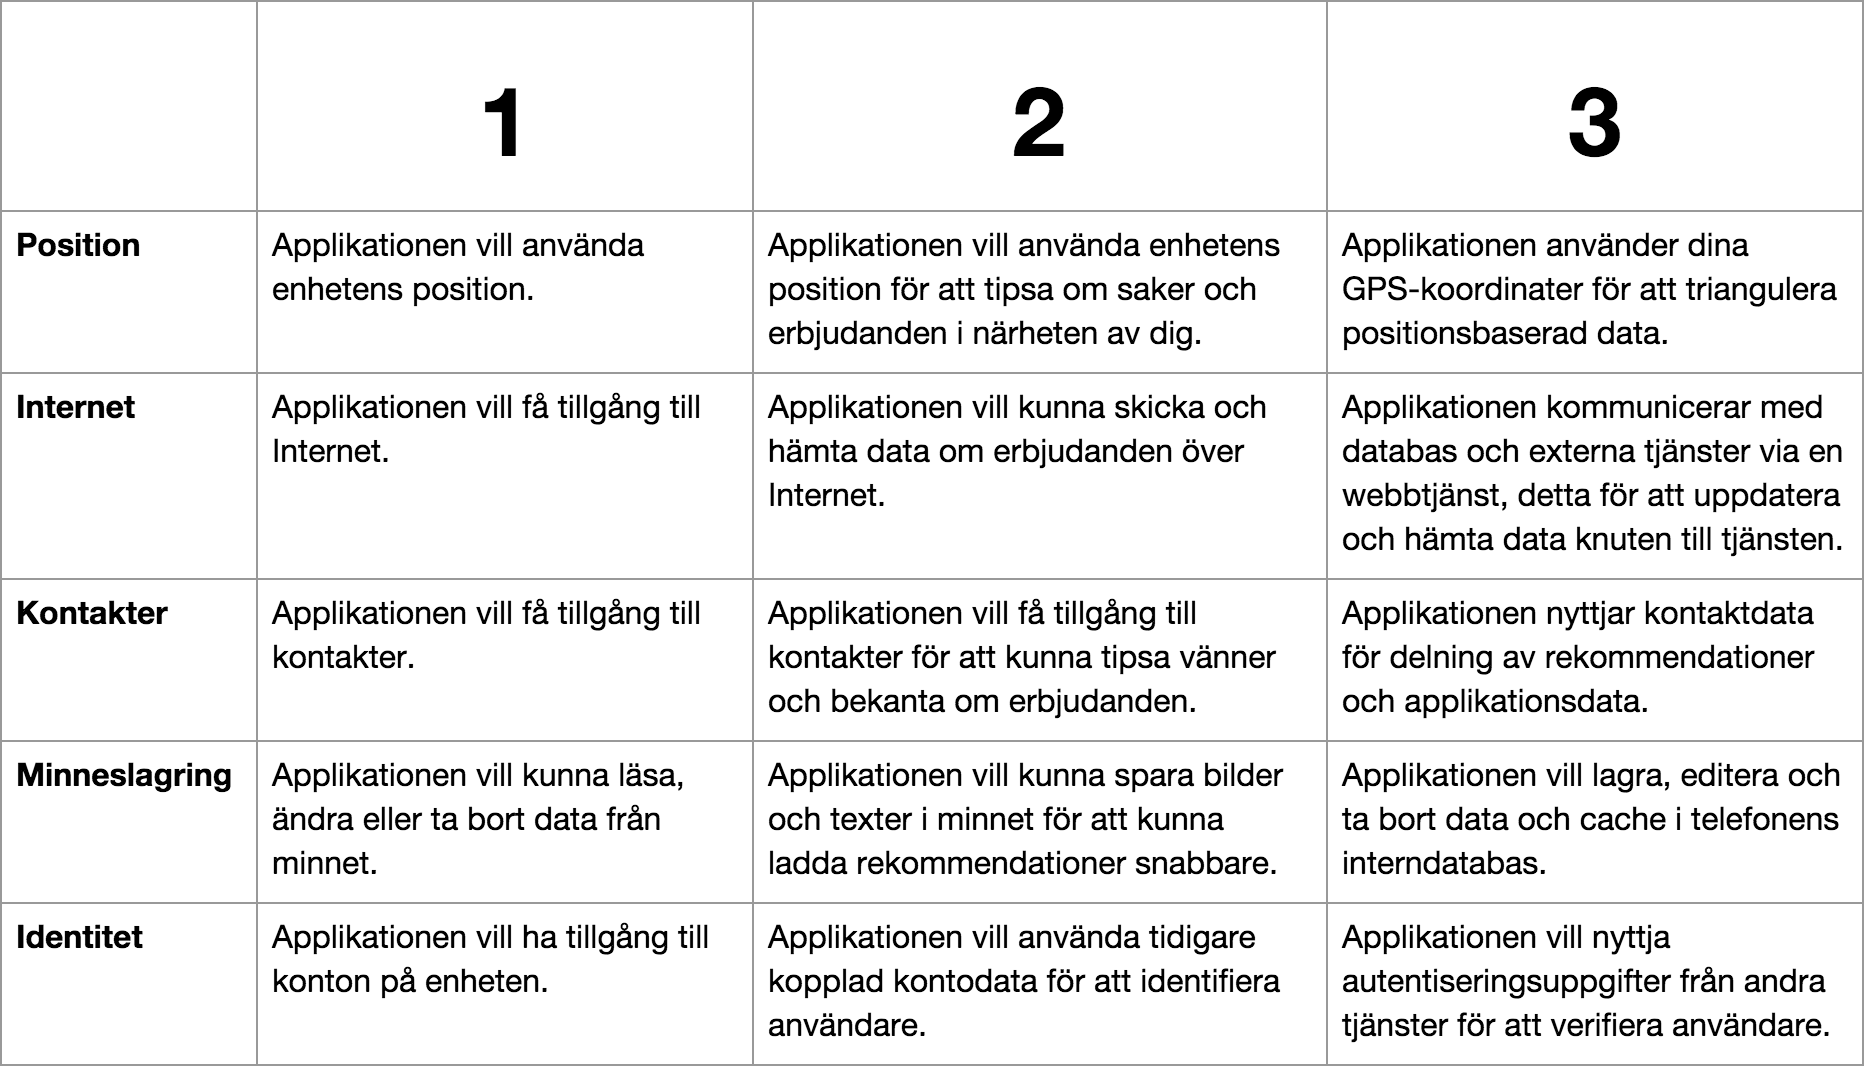 1
2
3
Position
Applikationen vill använda
enhetens position.
Applikationen vill använda enhetens
position för att tipsa om saker och
erbjudanden i närheten av dig.
Applikationen använder dina
GPS-koordinater för att triangulera
positionsbaserad data.
Internet
Applikationen vill få tillgång till
Internet.
Applikationen vill kunna skicka och
hämta data om erbjudanden över
Internet.
Applikationen kommunicerar med
databas och externa tjänster via en
webbtjänst, detta för att uppdatera
och hämta data knuten till tjänsten.
Kontakter
Applikationen vill få tillgång till
kontakter.
Applikationen vill få tillgång till
kontakter för att kunna tipsa vänner
och bekanta om erbjudanden.
Applikationen nyttjar kontaktdata
för delning av rekommendationer
och applikationsdata.
Minneslagring
Applikationen vill kunna läsa,
ändra eller ta bort data från
minnet.
Applikationen vill kunna spara bilder
och texter i minnet för att kunna
ladda rekommendationer snabbare.
Applikationen vill lagra, editera och
ta bort data och cache i telefonens
interndatabas.
Identitet
Applikationen vill ha tillgång till
konton på enheten.
Applikationen vill använda tidigare
kopplad kontodata för att identifiera
användare.
Applikationen vill nyttja
autentiseringsuppgifter från andra
tjänster för att verifiera användare.